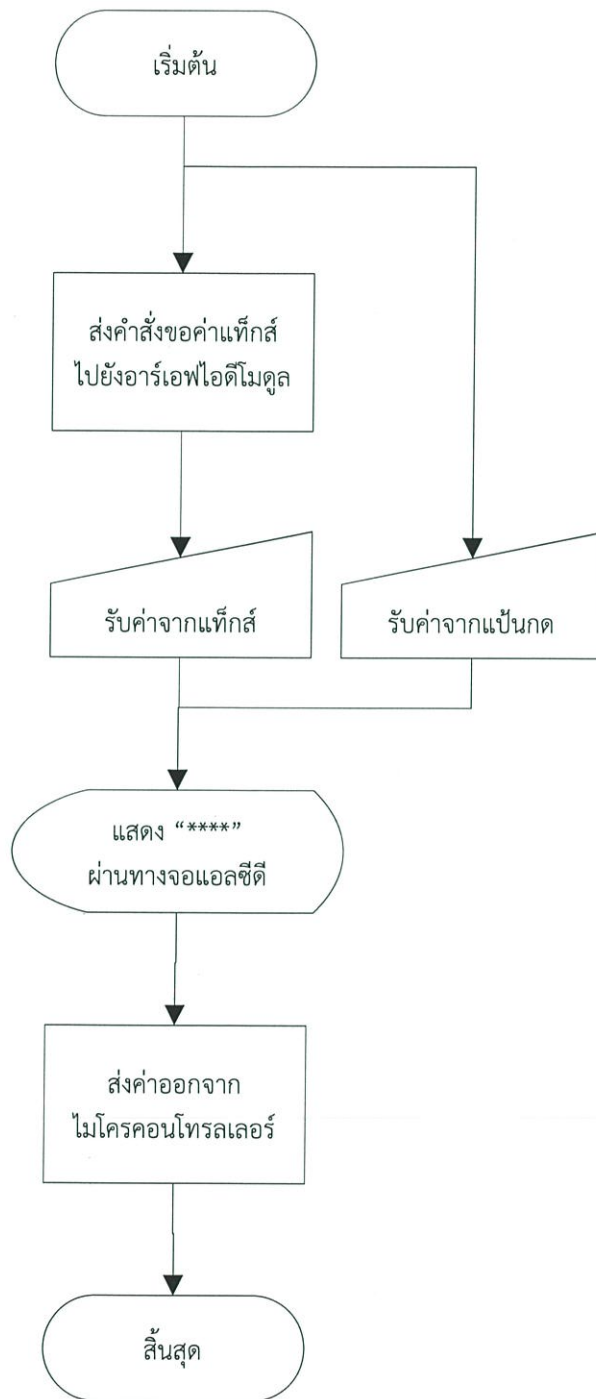 เริ่มต้น
ส่งคำสั่งขอค่าแท็กส์
ไปยังอาร์เอฟไอดีโมดูล
รับค่าจากแท็กส์
รับค่าจากแป้นกด
แสดง “****”
ผ่านทางจอแอลซีดี
ส่งค่าออกจาก
ไมโครคอนโทรลเลอร์
สิ้นสุด